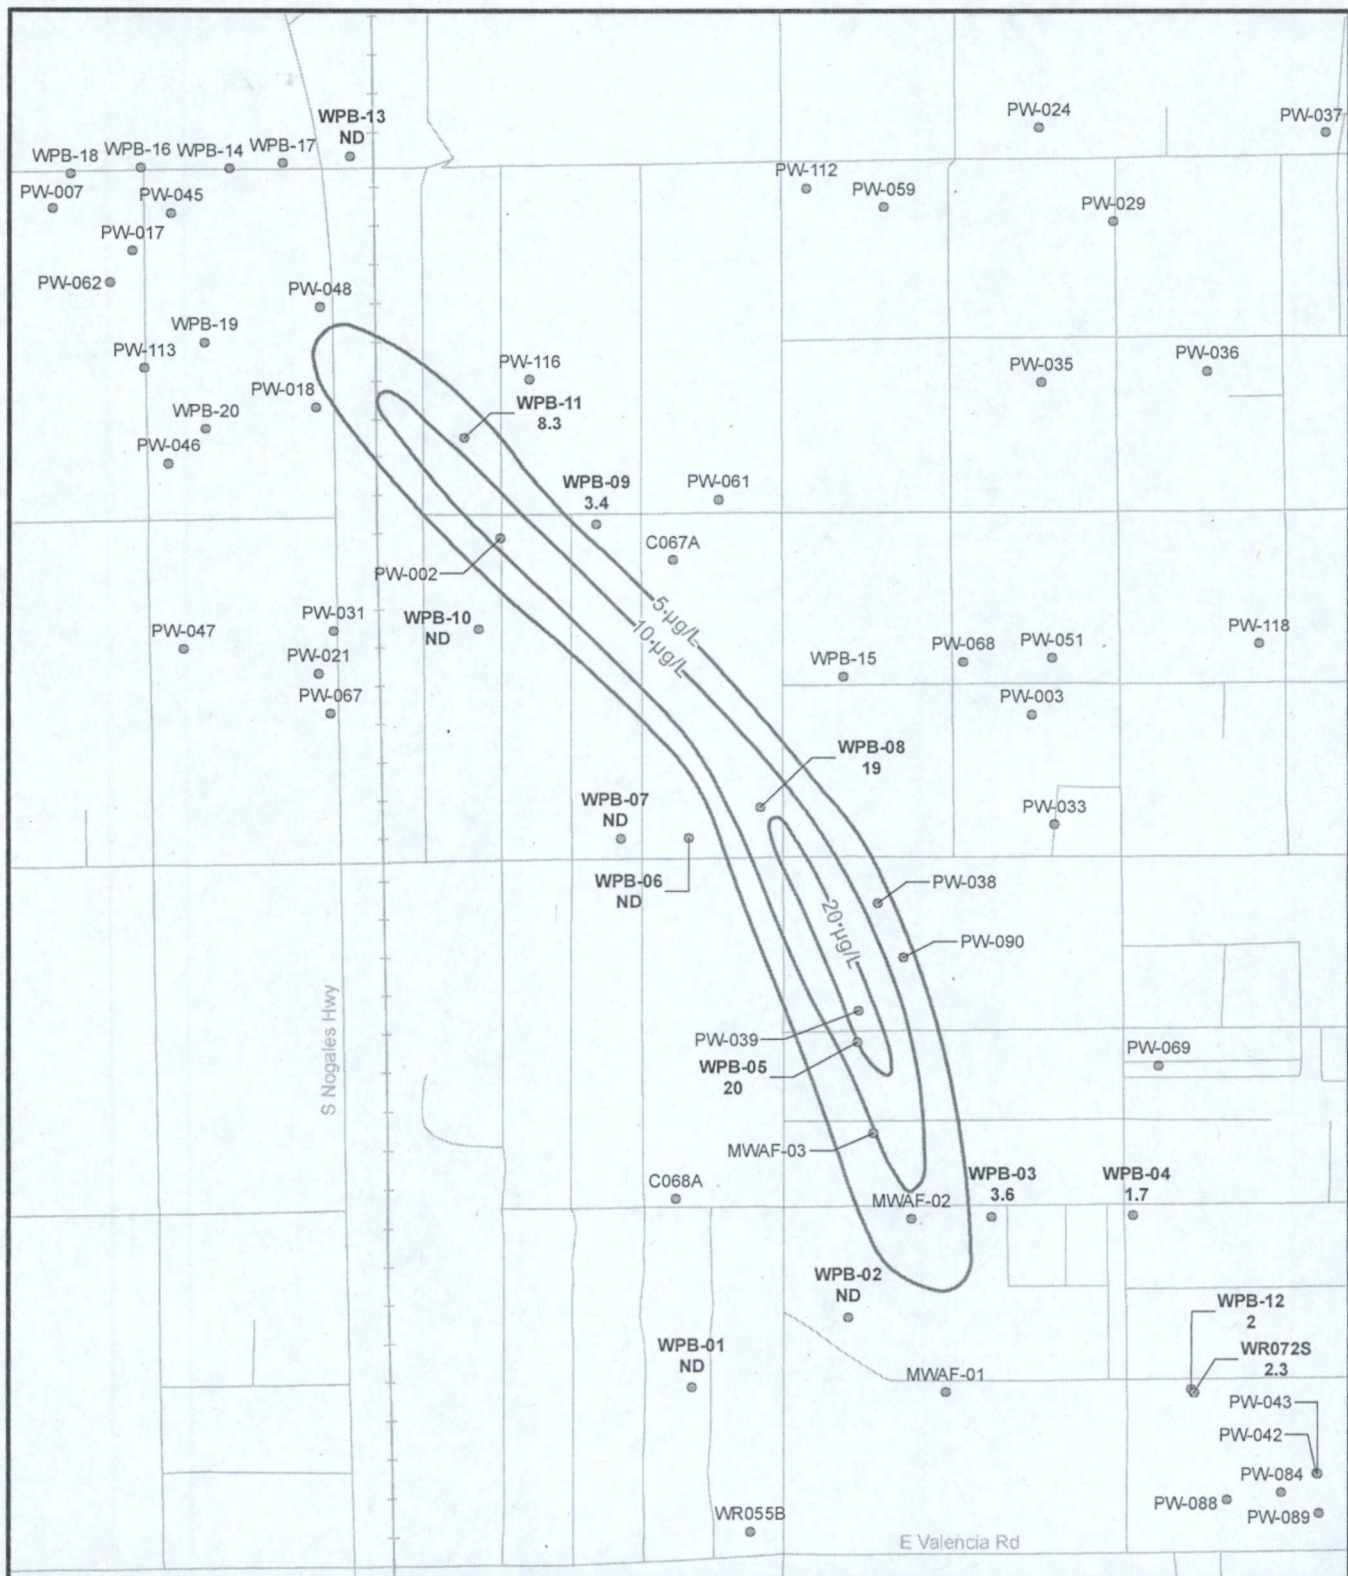 WPB-13
ND
PW-024
PW-037
WPB-18
WPB-16
WPB-14
WPB-17
PW-007
PW-045
PW-112
PW-059
PW-029
PW-017
PW-062
PW-048
WPB-19
PW-113
PW-116
PW-035
PW-036
PW-018
WPB-11
8.3
WPB-20
PW-046
WPB-09
3.4
PW-061
C067A
PW-002
5 µg/L
10 µg/L
PW-031
WPB-10
ND
PW-047
PW-021
PW-067
WPB-15
PW-068
PW-051
PW-118
PW-003
WPB-08
19
WPB-07
ND
PW-033
WPB-06
ND
PW-038
20 µg/L
PW-090
S Nogales Hwy
PW-039
WPB-05
20
PW-069
MWAF-03
C068A
MWAF-02
WPB-03
3.6
WPB-04
1.7
WPB-02
ND
WPB-12
2
WPB-01
ND
WR072S
2.3
MWAF-01
PW-043
PW-042
PW-084
PW-088
PW-089
WR055B
E Valencia Rd